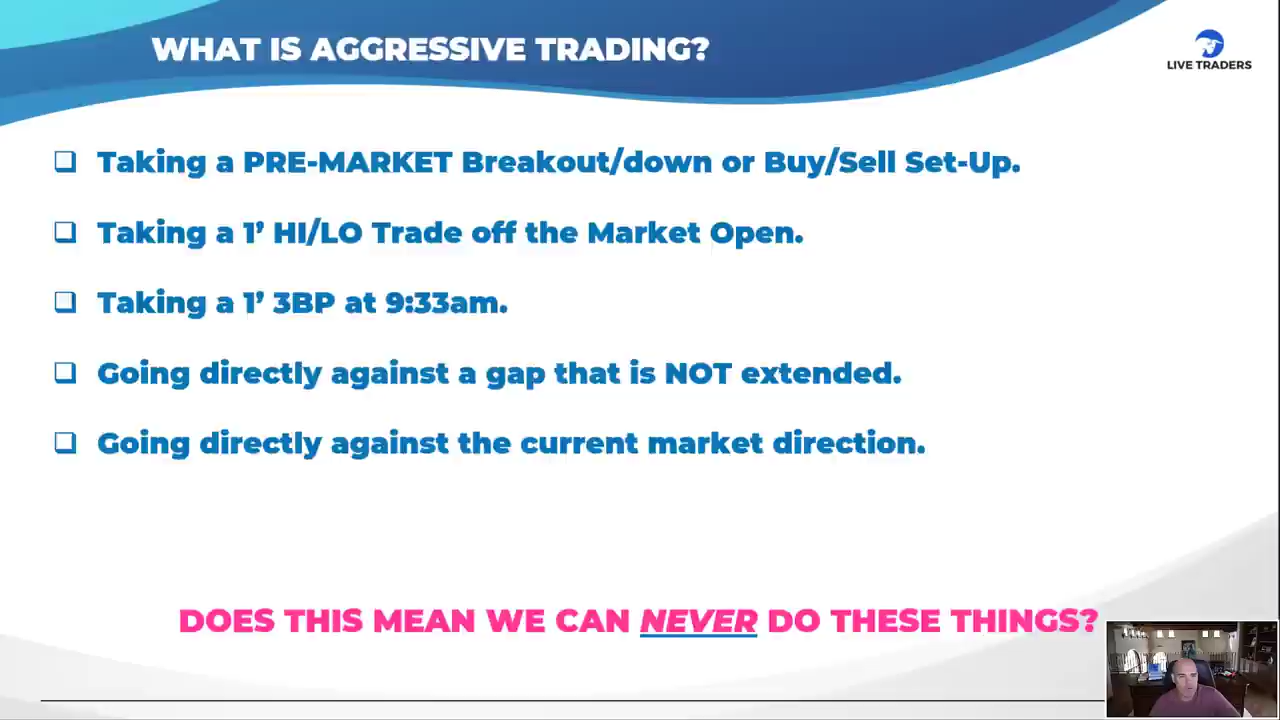 WHAT IS AGGRESSIVE TRADING?
LIVE TRADERS
Taking a PRE-MARKET Breakout/down or Buy/Sell Set-Up.
Taking a 1’ HI/LO Trade off the Market Open.
Taking a 1’ 3BP at 9:33am.
Going directly against a gap that is NOT extended.
Going directly against the current market direction.
DOES THIS MEAN WE CAN NEVER DO THESE THINGS?